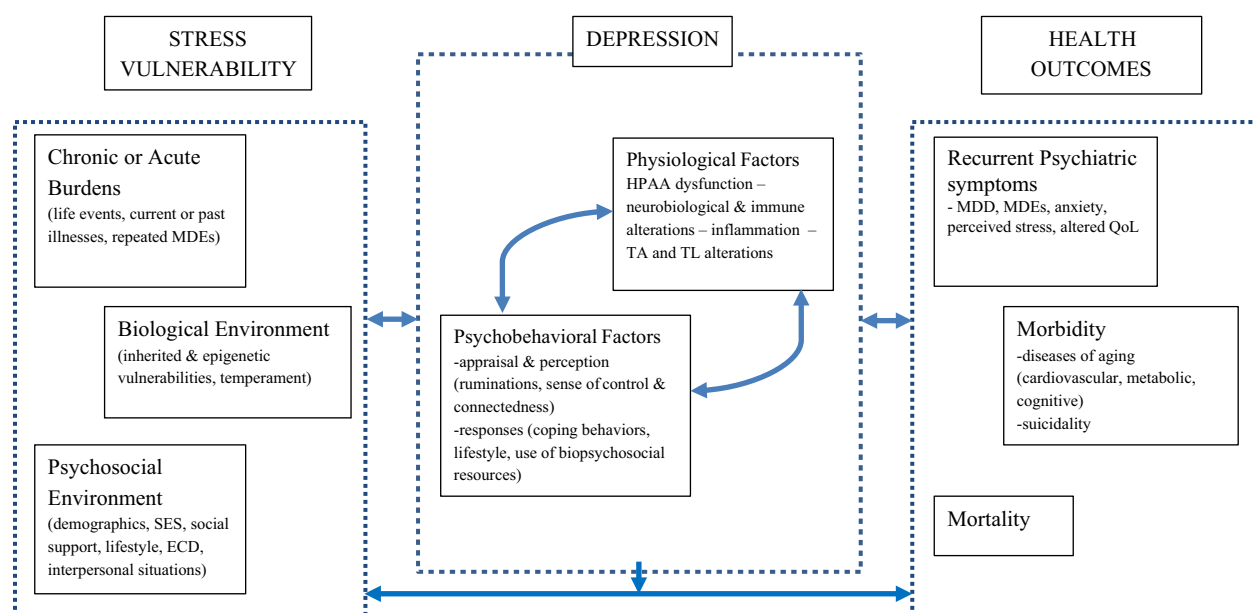 STRESS
VULNERABILITY
Chronic or Acute
Burdens
(life events, current or past
illnesses, repeated MDEs)
Biological Environment
(inherited & epigenetic
vulnerabilities, temperament)
Psychosocial
Environment
(demographics, SES, social
support, lifestyle, ECD,
interpersonal situations)
DEPRESSION
Physiological Factors
HPAA dysfunction –
neurobiological & immune
alterations – inflammation –
TA and TL alterations
Psychobehavioral Factors
-appraisal & perception
(ruminations, sense of control &
connectedness)
-responses (coping behaviors,
lifestyle, use of biopsychosocial
resources)
HEALTH
OUTCOMES
Recurrent Psychiatric
symptoms
- MDD, MDEs, anxiety,
perceived stress, altered QoL
Morbidity
-diseases of aging
(cardiovascular, metabolic,
cognitive)
-suicidality
Mortality